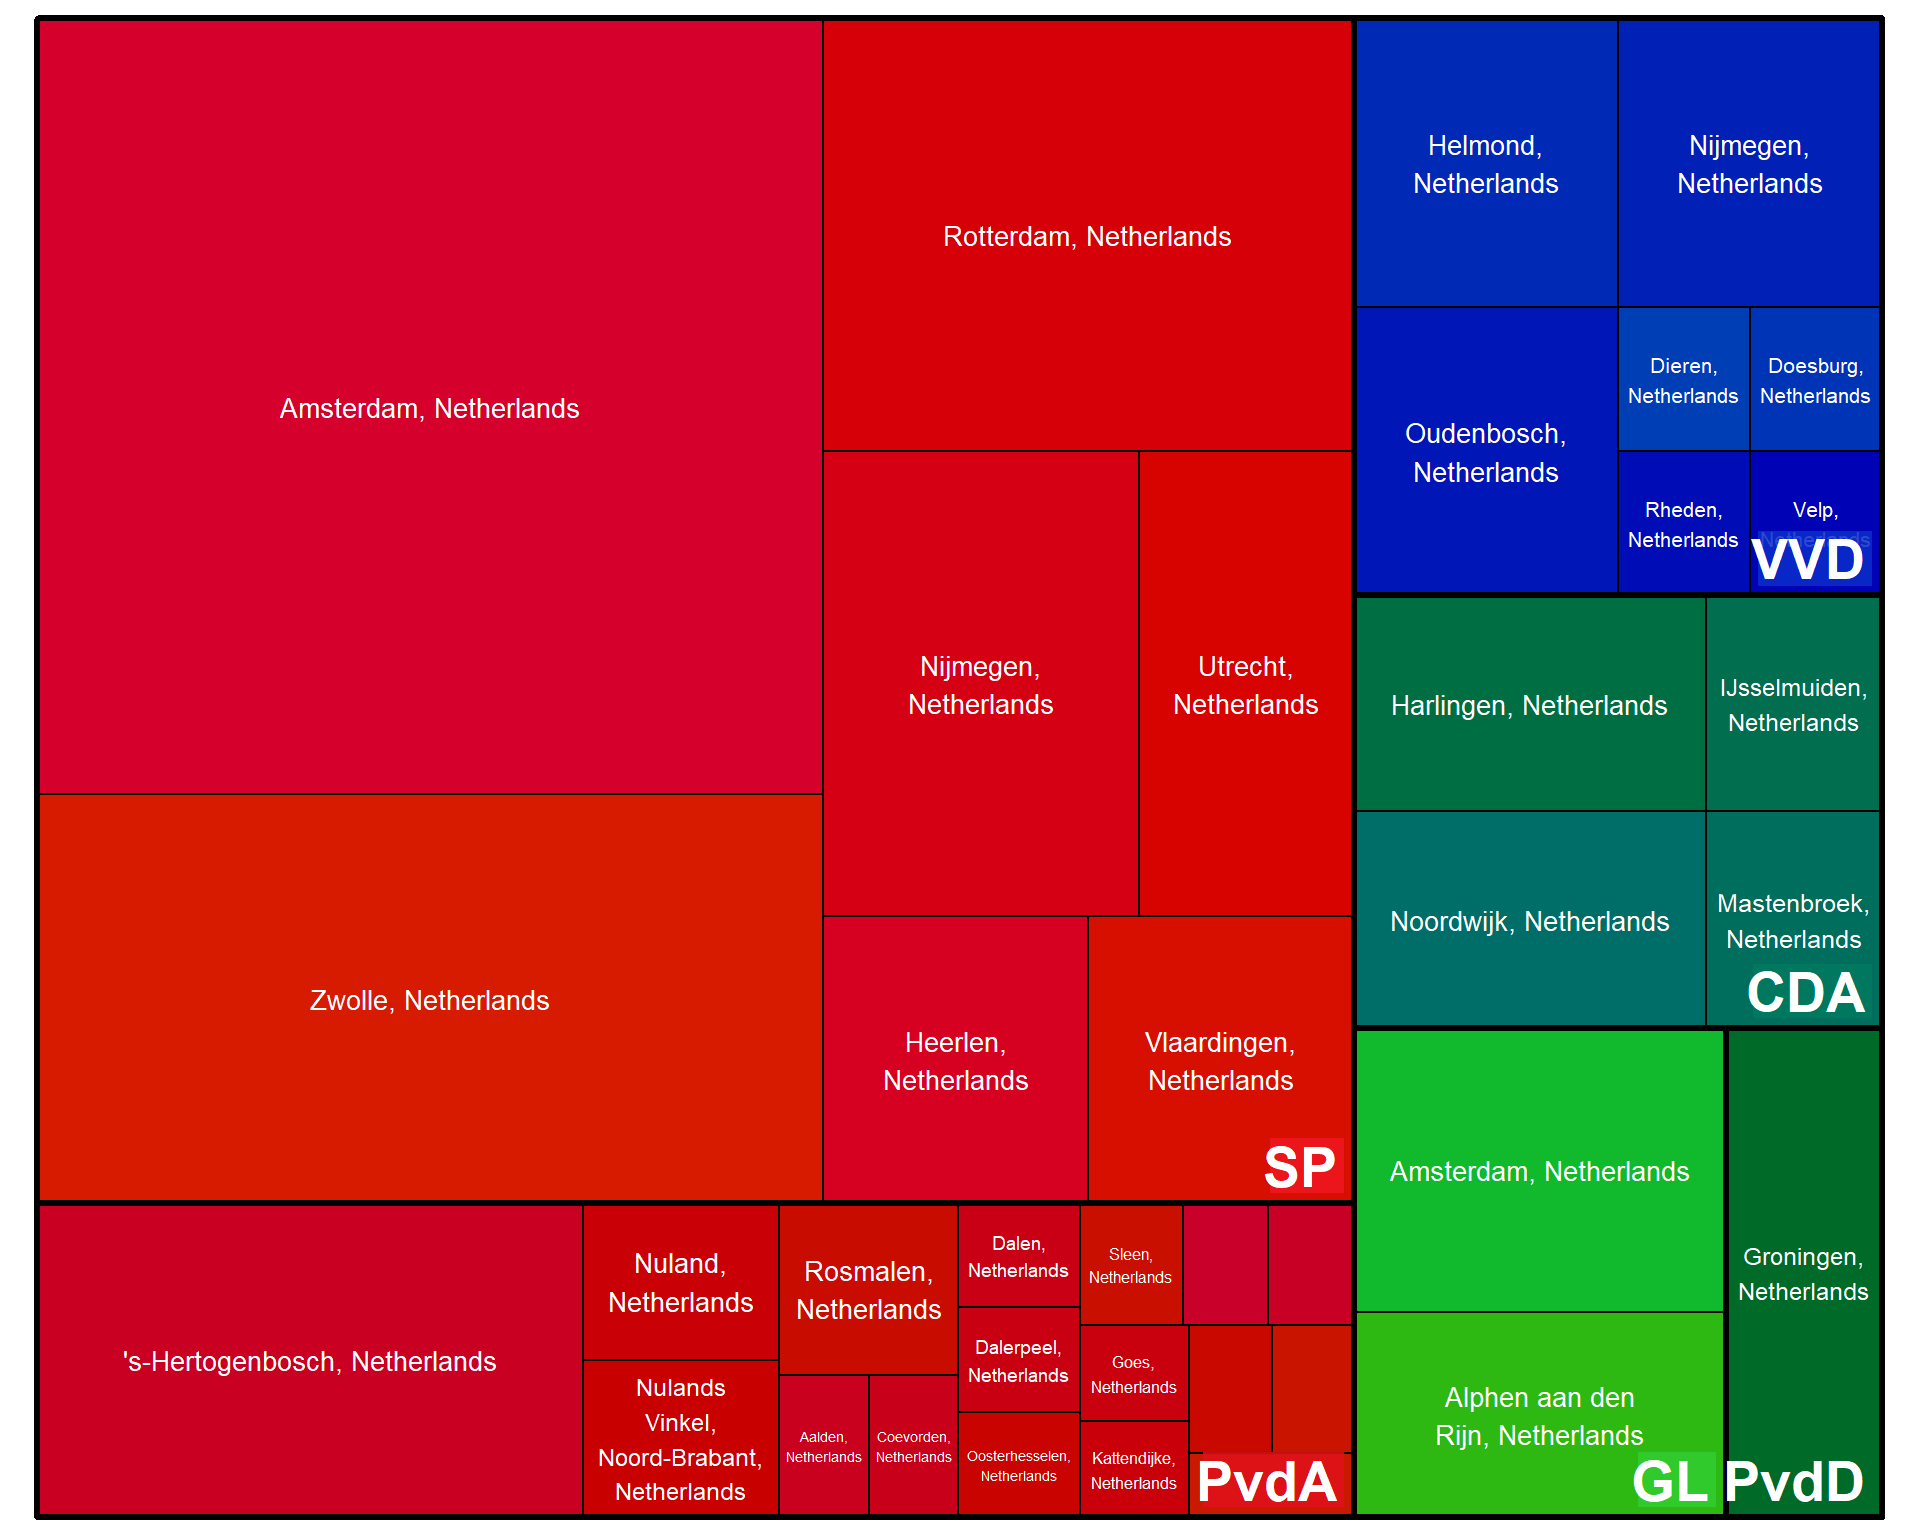 Amsterdam, Netherlands
Zwolle, Netherlands
Rotterdam, Netherlands
Nijmegen,
Netherlands
Utrecht,
Netherlands
Heerlen,
Netherlands
Vlaardingen,
Netherlands
SP
's-Hertogenbosch, Netherlands
Nuland,
Netherlands
Nulands
Vinkel,
Noord-Brabant,
Netherlands
Rosmalen,
Netherlands
Aalden,
Netherlands
Coevorden,
Netherlands
Dalen,
Netherlands
Dalerpeel,
Netherlands
Oosterhesselen,
Netherlands
Sleen,
Netherlands
Goes,
Netherlands
Kattendijke,
Netherlands
PvdA
Helmond,
Netherlands
Nijmegen,
Netherlands
Oudenbosch,
Netherlands
Dieren,
Netherlands
Doesburg,
Netherlands
Rheden,
Netherlands
Velp,
Netherlands
VVD
Harlingen, Netherlands
IJsselmuiden,
Netherlands
Noordwijk, Netherlands
Mastenbroek,
Netherlands
CDA
Amsterdam, Netherlands
Alphen aan den
Rijn, Netherlands
GL
Groningen,
Netherlands
PvdD